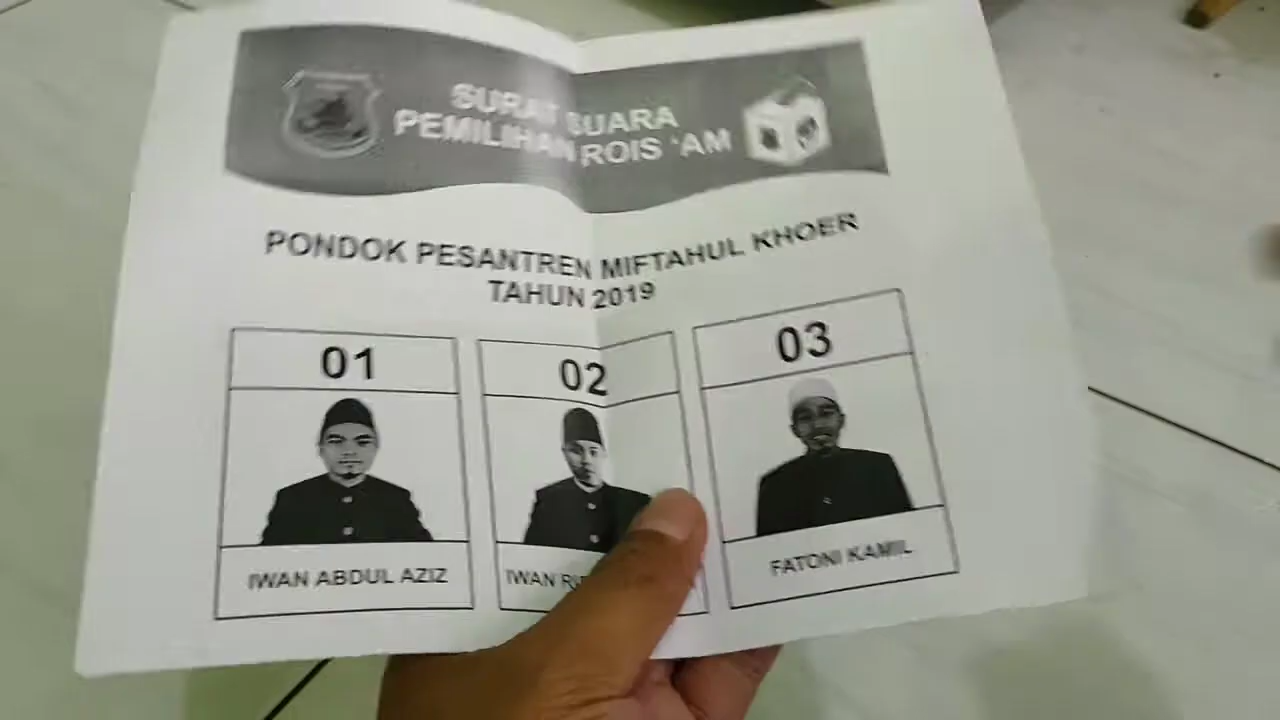 SURAT SUARA
PEMILIHAN ROIS 'AM
PONDOK PESANTREN MIFTAHUL KHOER
TAHUN 2019
01
02
03
IWAN ABDUL AZIZ
IWAN
FATONI KAMIL